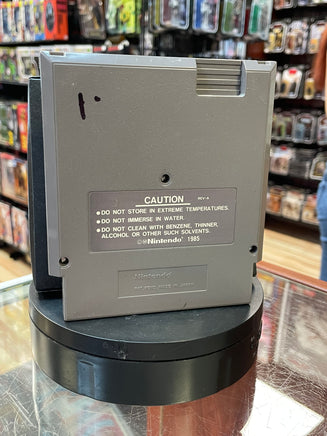 CAUTION
REV-A
● DO NOT STORE IN EXTREME TEMPERATURES.
● DO NOT IMMERSE IN WATER.
● DO NOT CLEAN WITH BENZENE, THINNER,
ALCOHOL OR OTHER SUCH SOLVENTS.
©®Nintendo® 1985
Nintendo